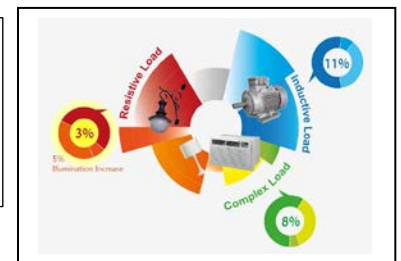 11%
Resistive Load
Inductive Load
3%
5%
Illumination Increase
Complex Load
8%